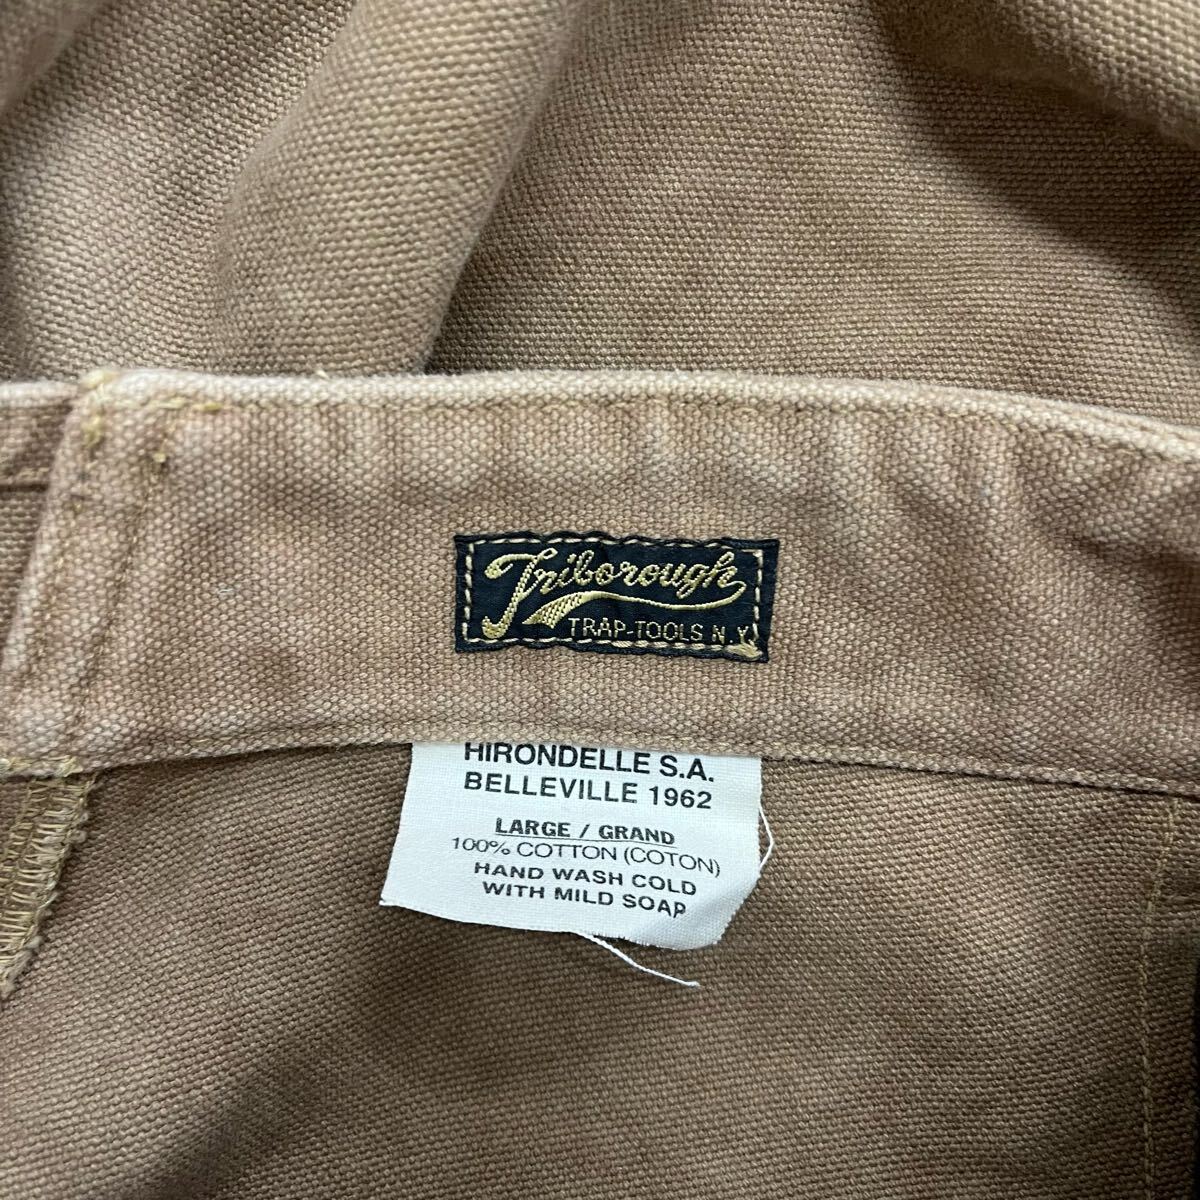 Triborough
TRAP-TOOLS N.Y.
HIRONDELLE S.A.
BELLEVILLE 1962
LARGE / GRAND
100% COTTON (COTON)
HAND WASH COLD
WITH MILD SOAP